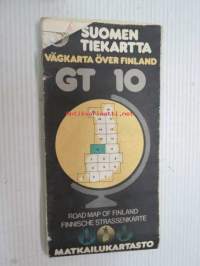 SUOMEN
TIEKARTTA
VÄGKARTA ÖVER FINLAND
GT 10
ROAD MAP OF FINLAND
FINNISCHE STRASSENKARTE
MATKAILUKARTASTO